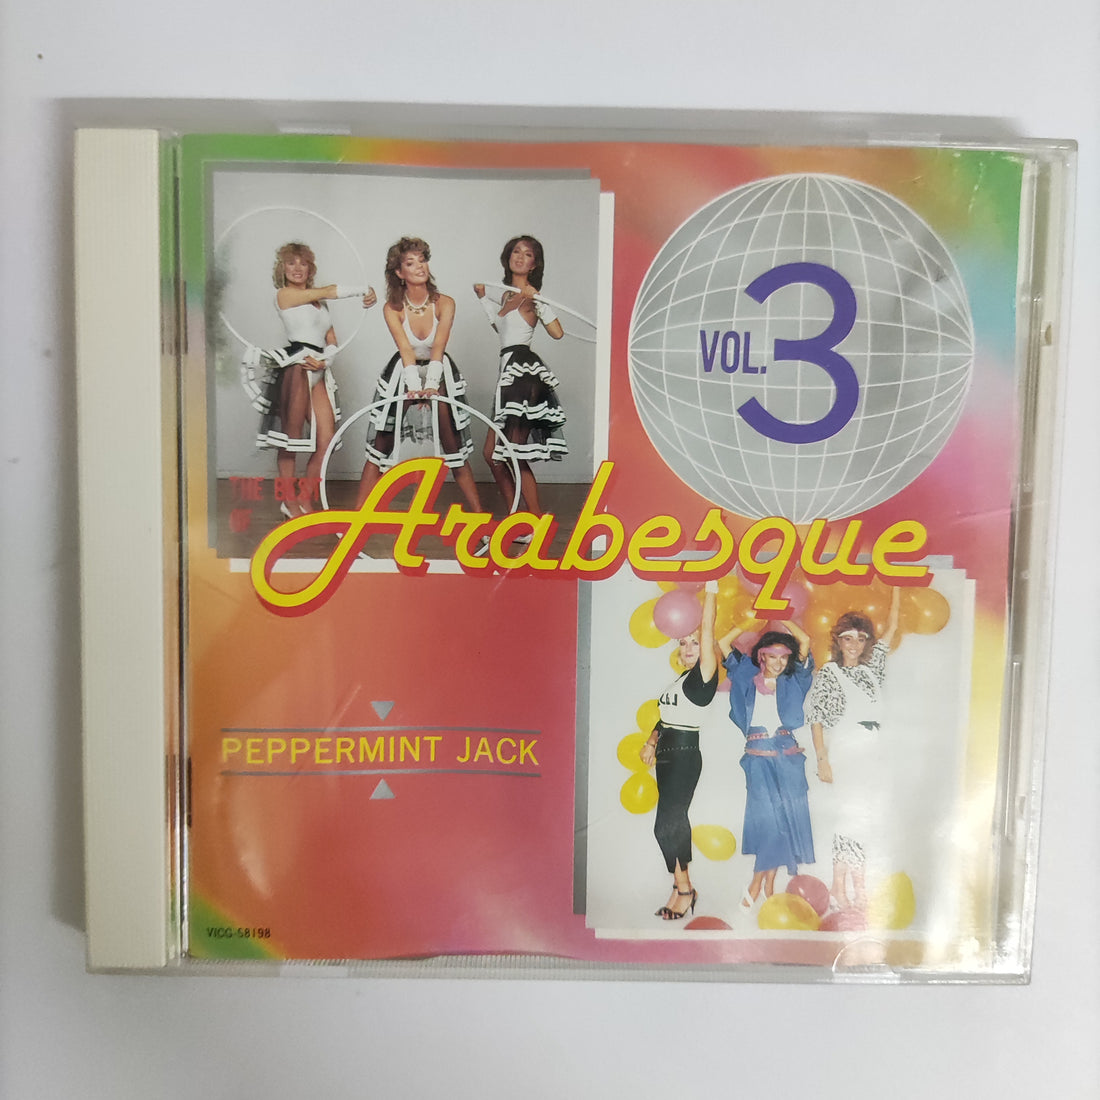 VOL. 3
THE BEST
OF
Arabesque
PEPPERMINT JACK
VICG-58198